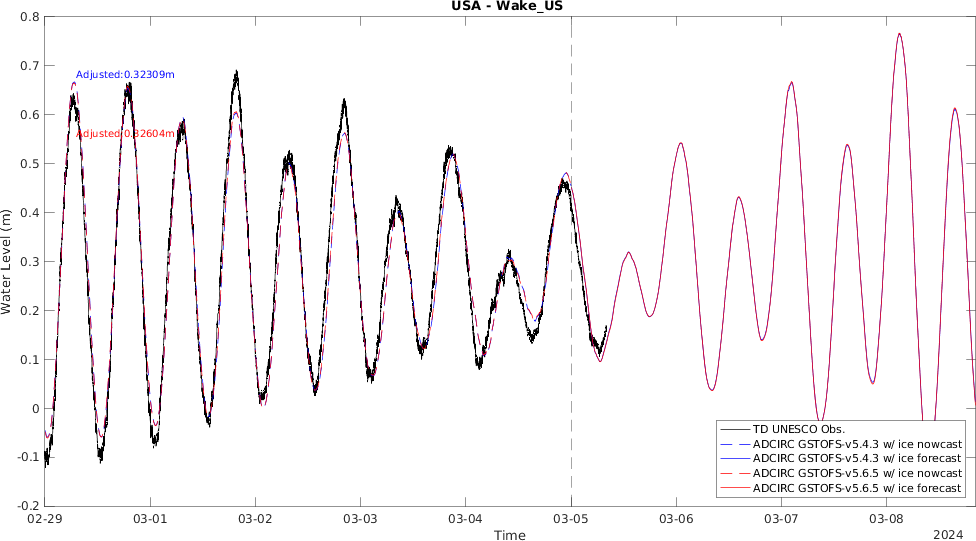 USA - Wake_US
0.8
0.7
0.6
0.5
0.4
0.3
0.2
0.1
0
-0.1
-0.2
Water Level (m)
Adjusted:0.32309m
Adjusted:0.32604m
TD UNESCO Obs.
ADCIRC GSTOFS-v5.4.3 w/ ice nowcast
ADCIRC GSTOFS-v5.4.3 w/ ice forecast
ADCIRC GSTOFS-v5.6.5 w/ ice nowcast
ADCIRC GSTOFS-v5.6.5 w/ ice forecast
02-29 03-01 03-02 03-03 03-04 03-05 03-06 03-07 03-08
Time
2024